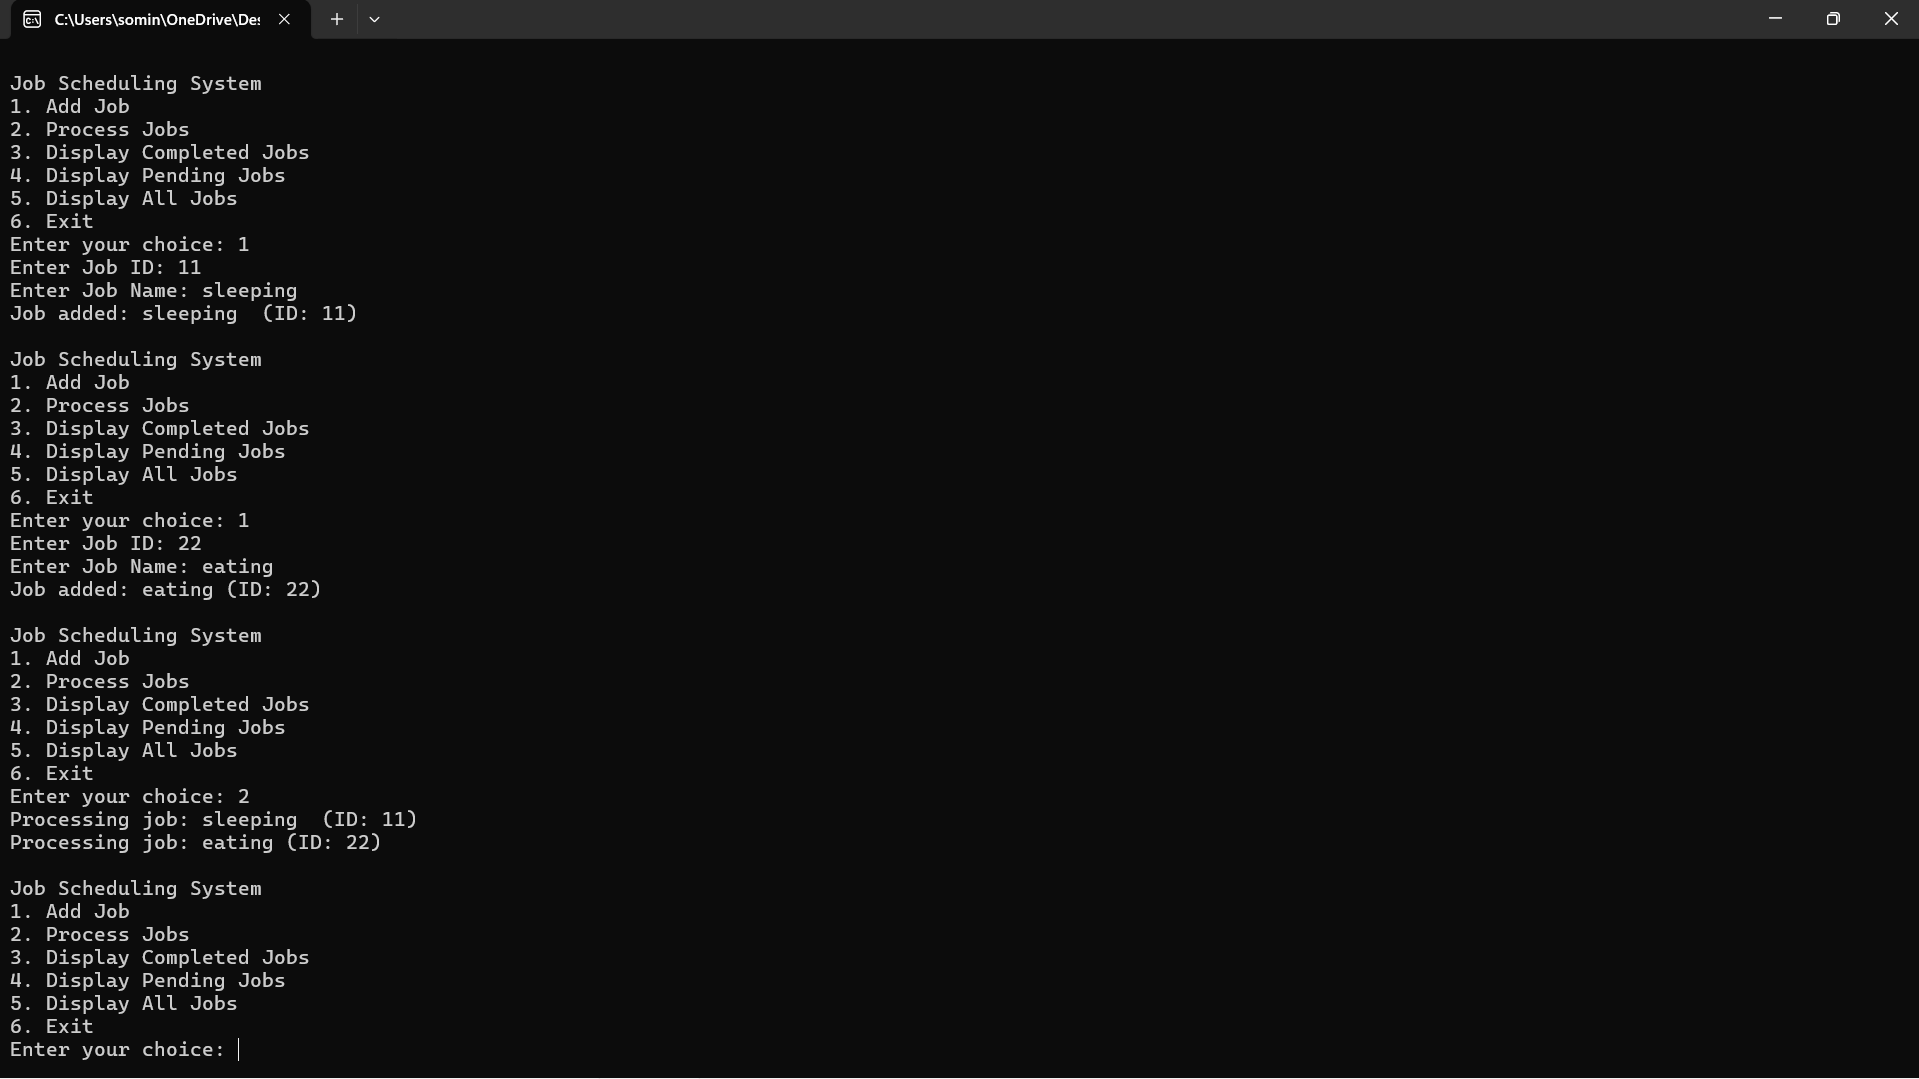 C:\Users\somin\OneDrive\Des
Job Scheduling System
1. Add Job
2. Process Jobs
3. Display Completed Jobs
4. Display Pending Jobs
5. Display All Jobs
6. Exit
Enter your choice: 1
Enter Job ID: 11
Enter Job Name: sleeping
Job added: sleeping  (ID: 11)

Job Scheduling System
1. Add Job
2. Process Jobs
3. Display Completed Jobs
4. Display Pending Jobs
5. Display All Jobs
6. Exit
Enter your choice: 1
Enter Job ID: 22
Enter Job Name: eating
Job added: eating (ID: 22)

Job Scheduling System
1. Add Job
2. Process Jobs
3. Display Completed Jobs
4. Display Pending Jobs
5. Display All Jobs
6. Exit
Enter your choice: 2
Processing job: sleeping  (ID: 11)
Processing job: eating (ID: 22)

Job Scheduling System
1. Add Job
2. Process Jobs
3. Display Completed Jobs
4. Display Pending Jobs
5. Display All Jobs
6. Exit
Enter your choice: